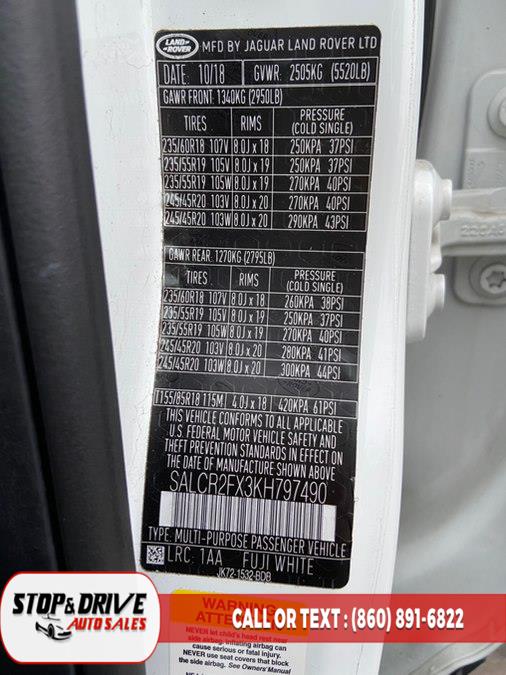 LAND ROVER
MFD BY JAGUAR LAND ROVER LTD
DATE: 10/18 GVWR: 2505KG (5520LB)
GAWR FRONT: 1340KG (2950LB)
TIRES RIMS PRESSURE (COLD SINGLE)
235/60R18 107V 8.0J x 18 250KPA 37PSI
235/55R19 105V 8.0J x 19 250KPA 37PSI
235/55R19 105W 8.0J x 19 270KPA 40PSI
245/45R20 103V 8.0J x 20 270KPA 40PSI
245/45R20 103W 8.0J x 20 290KPA 43PSI
GAWR REAR: 1270KG (2795LB)
TIRES RIMS PRESSURE (COLD SINGLE)
235/60R18 107V 8.0J x 18 260KPA 38PSI
235/55R19 105V 8.0J x 19 250KPA 37PSI
235/55R19 105W 8.0J x 19 270KPA 40PSI
245/45R20 103V 8.0J x 20 280KPA 41PSI
245/45R20 103W 8.0J x 20 300KPA 44PSI
T155/85R18 115M 4.0J x 18 420KPA 61PSI
THIS VEHICLE CONFORMS TO ALL APPLICABLE
U.S. FEDERAL MOTOR VEHICLE SAFETY AND
THEFT PREVENTION STANDARDS IN EFFECT ON
THE DATE OF MANUFACTURE SHOWN ABOVE
SALCR2FX3KH797490
TYPE: MULTI-PURPOSE PASSENGER VEHICLE
LRC: 1AA FUJI WHITE
JK72-1532-BDB
STOP & DRIVE
AUTO SALES
CALL OR TEXT : (860) 891-6822
WARNING
NEVER let child's head rest near
side airbag, inflating airbag can
cause serious or fatal injury.
NEVER use seat covers that block
side airbag. See Owners' Manual